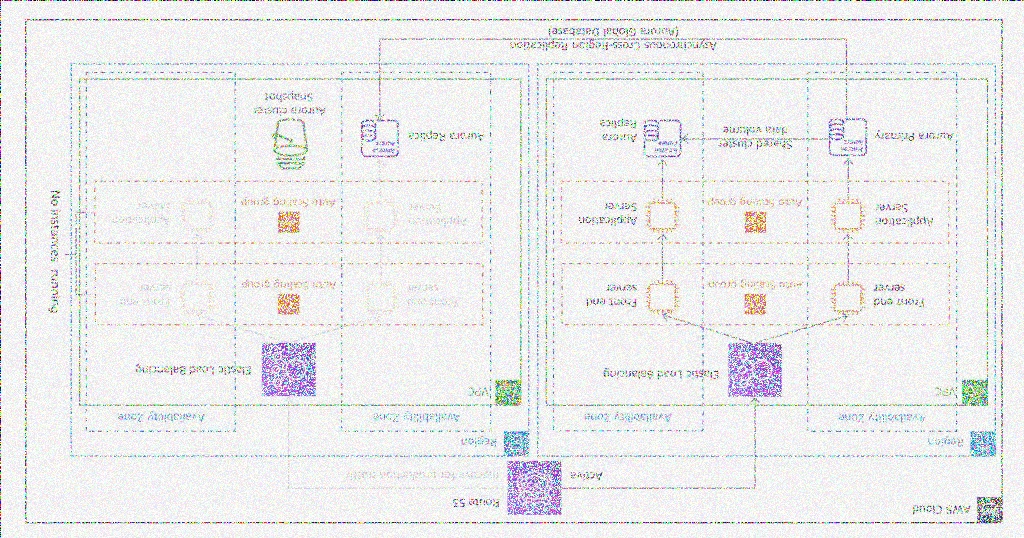 AWS Cloud
Route 53
Active
for production traffic
Region
Region
Availability Zone
Availability Zone
Availability Zone
Availability Zone
VPC
VPC
Elastic Load Balancing
Elastic Load Balancing
Front end
server
Auto Scaling group
Front end
server
Front end
server
Auto Scaling group
Front end
server
Application
Server
Auto Scaling group
Application
Server
Application
Server
Auto Scaling group
Application
Server
Aurora Primary
Shared cluster
data volume
Aurora
Replica
Aurora Replica
Aurora cluster
Snapshot
No instances running
Asynchronous Cross-Region Replication
(Aurora Global Database)